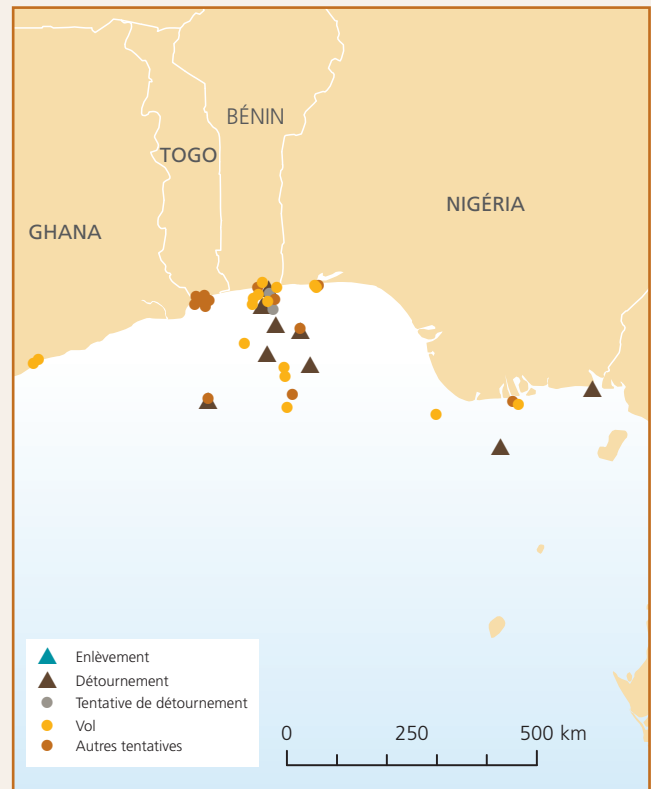 BÉNIN
TOGO
NIGÉRIA
GHANA
Enlèvement
Détournement
Tentative de détournement
Vol
Autres tentatives
0 250 500 km